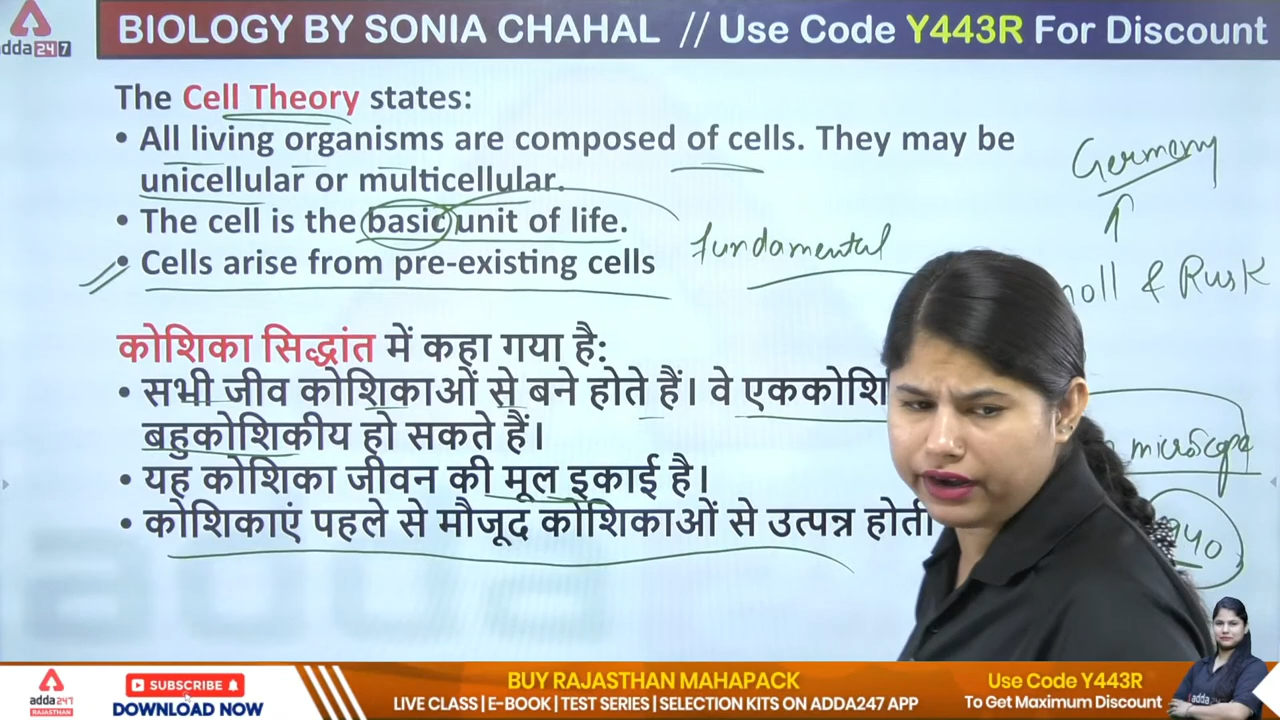 adda247
BIOLOGY BY SONIA CHAHAL // Use Code Y443R For Discount
The Cell Theory states:
• All living organisms are composed of cells. They may be
unicellular or multicellular.
• The cell is the basic unit of life.
• Cells arise from pre-existing cells
fundamental
Germany
noll & Rusk
कोशिका सिद्धांत में कहा गया है:
• सभी जीव कोशिकाओं से बने होते हैं। वे एककोशि
बहुकोशिकीय हो सकते हैं।
• यह कोशिका जीवन की मूल इकाई है।
• कोशिकाएं पहले से मौजूद कोशिकाओं से उत्पन्न होती
940
adda247
RAJASTHAN
SUBSCRIBE
DOWNLOAD NOW
BUY RAJASTHAN MAHAPACK
LIVE CLASS | E-BOOK | TEST SERIES | SELECTION KITS ON ADDA247 APP
Use Code Y443R
To Get Maximum Discount